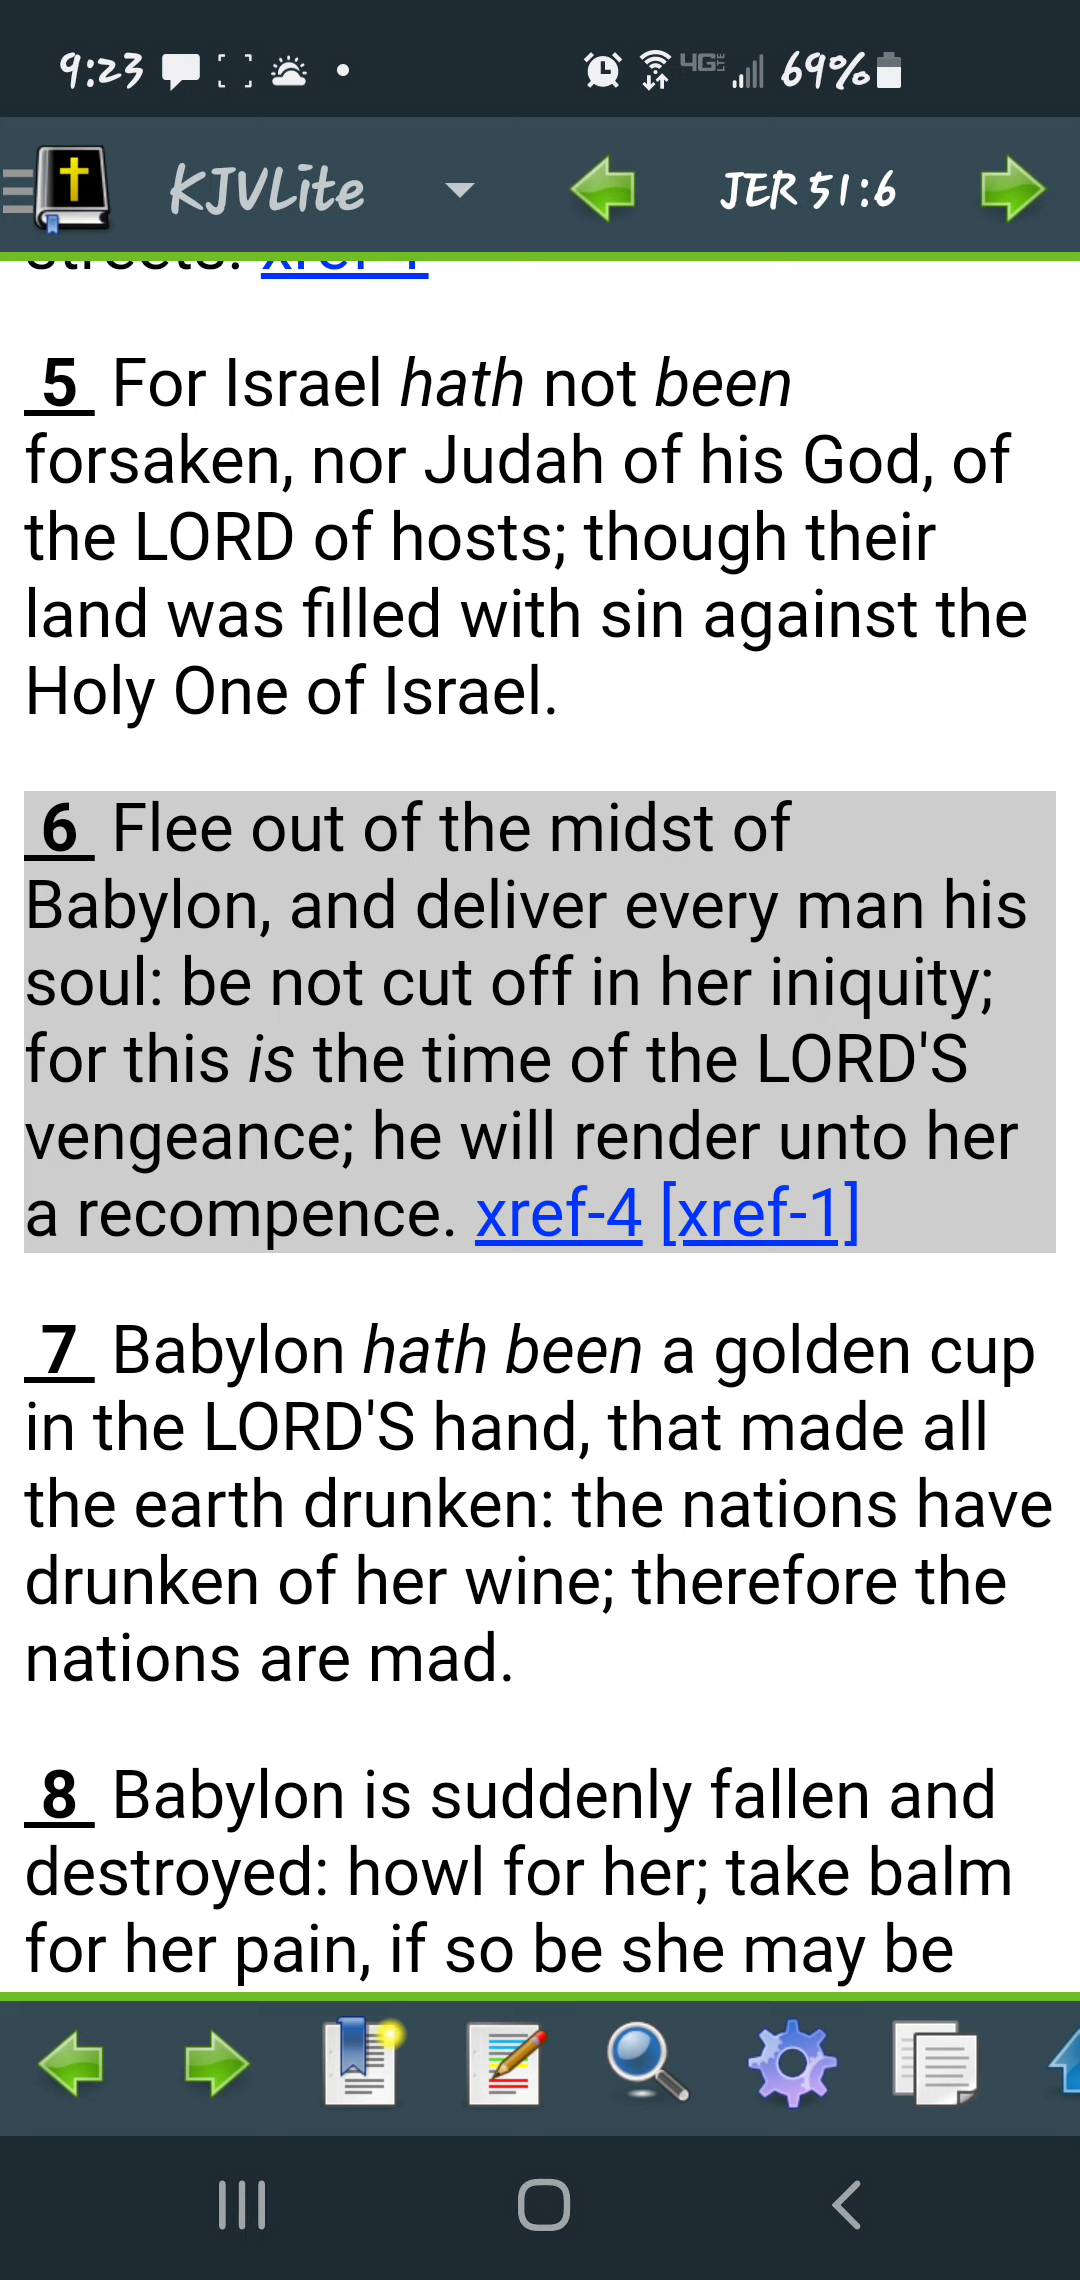 9:23 4G LTE 69%
KJVLite JER 51:6
5 For Israel hath not been
forsaken, nor Judah of his God, of
the LORD of hosts; though their
land was filled with sin against the
Holy One of Israel.
6 Flee out of the midst of
Babylon, and deliver every man his
soul: be not cut off in her iniquity;
for this is the time of the LORD'S
vengeance; he will render unto her
a recompence. xref-4 [xref-1]
7 Babylon hath been a golden cup
in the LORD'S hand, that made all
the earth drunken: the nations have
drunken of her wine; therefore the
nations are mad.
8 Babylon is suddenly fallen and
destroyed: howl for her; take balm
for her pain, if so be she may be